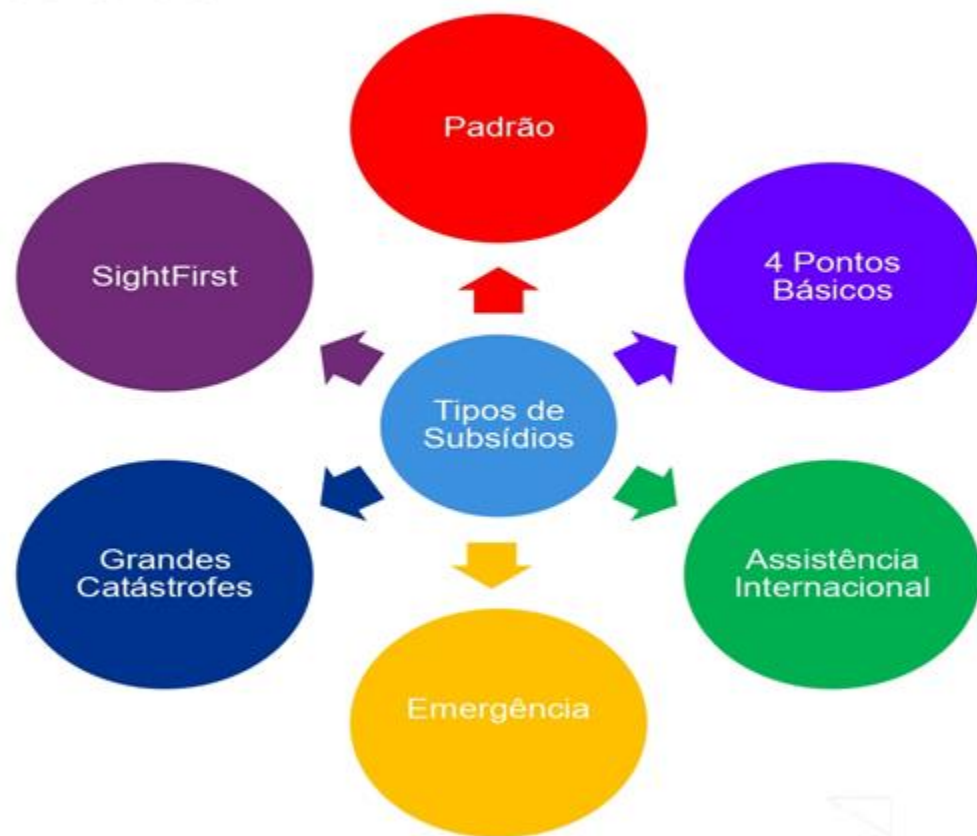 Padrão
SightFirst
4 Pontos
Básicos
Tipos de
Subsídios
Grandes
Catástrofes
Assistência
Internacional
Emergência